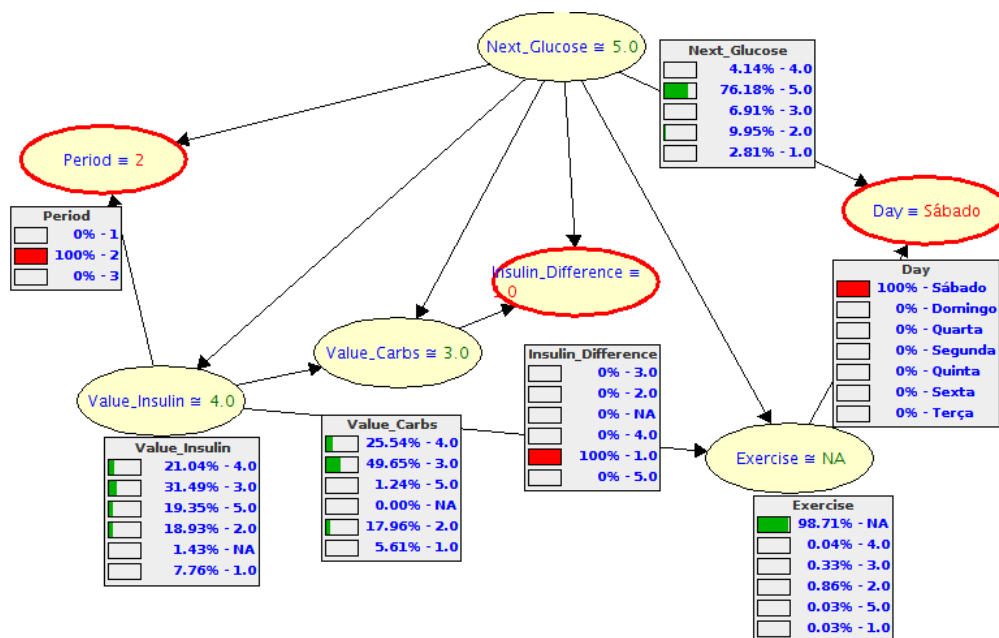 Next_Glucose ≅ 5.0
Next_Glucose
4.14% - 4.0
76.18% - 5.0
6.91% - 3.0
9.95% - 2.0
2.81% - 1.0
Period ≡ 2
Period
0% - 1
100% - 2
0% - 3
Day ≡ Sábado
Day
100% - Sábado
0% - Domingo
0% - Quarta
0% - Segunda
0% - Quinta
0% - Sexta
0% - Terça
Insulin_Difference ≡
Insulin_Difference
0% - 3.0
0% - 2.0
0% - NA
0% - 4.0
100% - 1.0
0% - 5.0
Value_Carbs ≅ 3.0
Value_Carbs
25.54% - 4.0
49.65% - 3.0
1.24% - 5.0
0.00% - NA
17.96% - 2.0
5.61% - 1.0
Value_Insulin ≅ 4.0
Value_Insulin
21.04% - 4.0
31.49% - 3.0
19.35% - 5.0
18.93% - 2.0
1.43% - NA
7.76% - 1.0
Exercise ≅ NA
Exercise
98.71% - NA
0.04% - 4.0
0.33% - 3.0
0.86% - 2.0
0.03% - 5.0
0.03% - 1.0